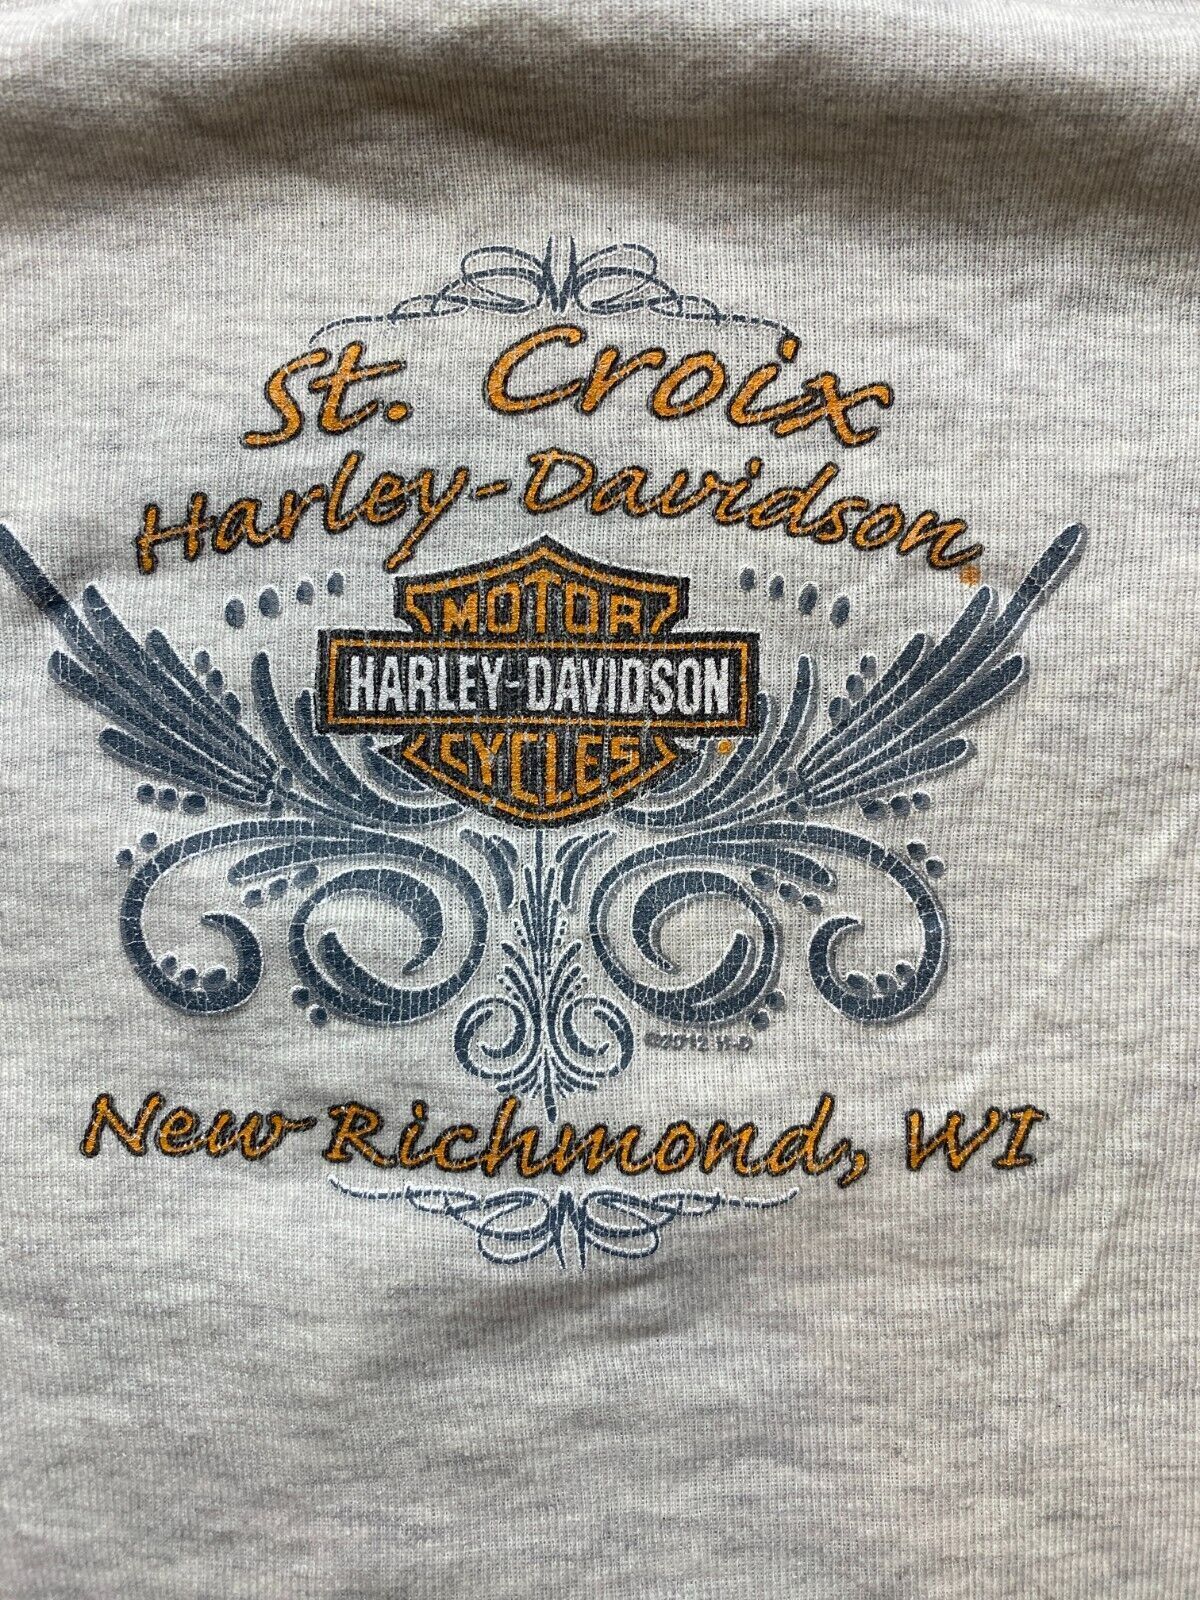 St. Croix
Harley-Davidson®
MOTOR
HARLEY-DAVIDSON
CYCLES
©2012 H-D
New Richmond, WI